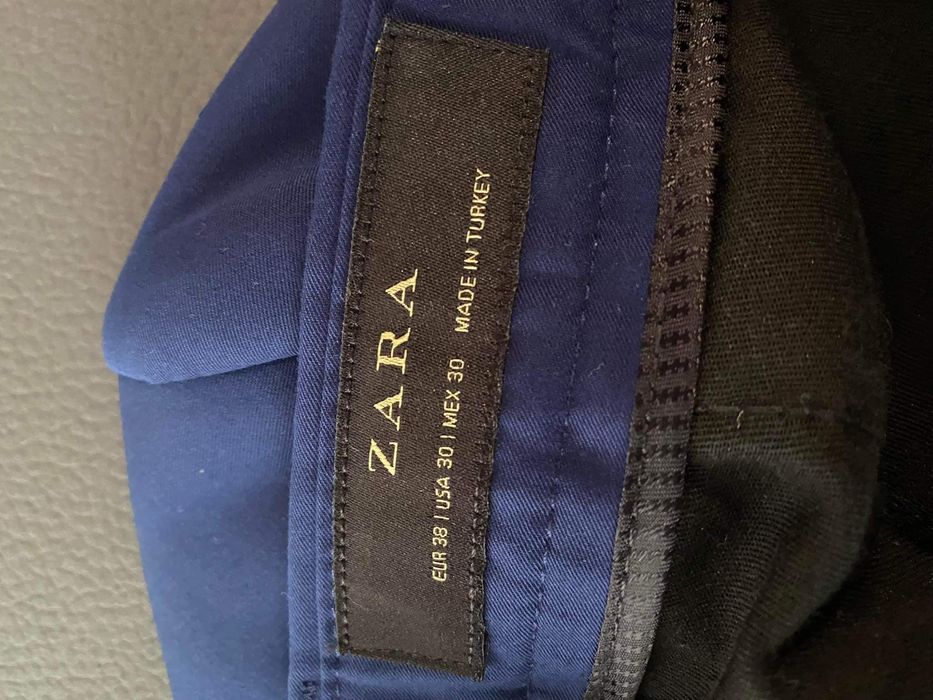 ZARA
EUR 38 | USA 30 | MEX 30 MADE IN TURKEY